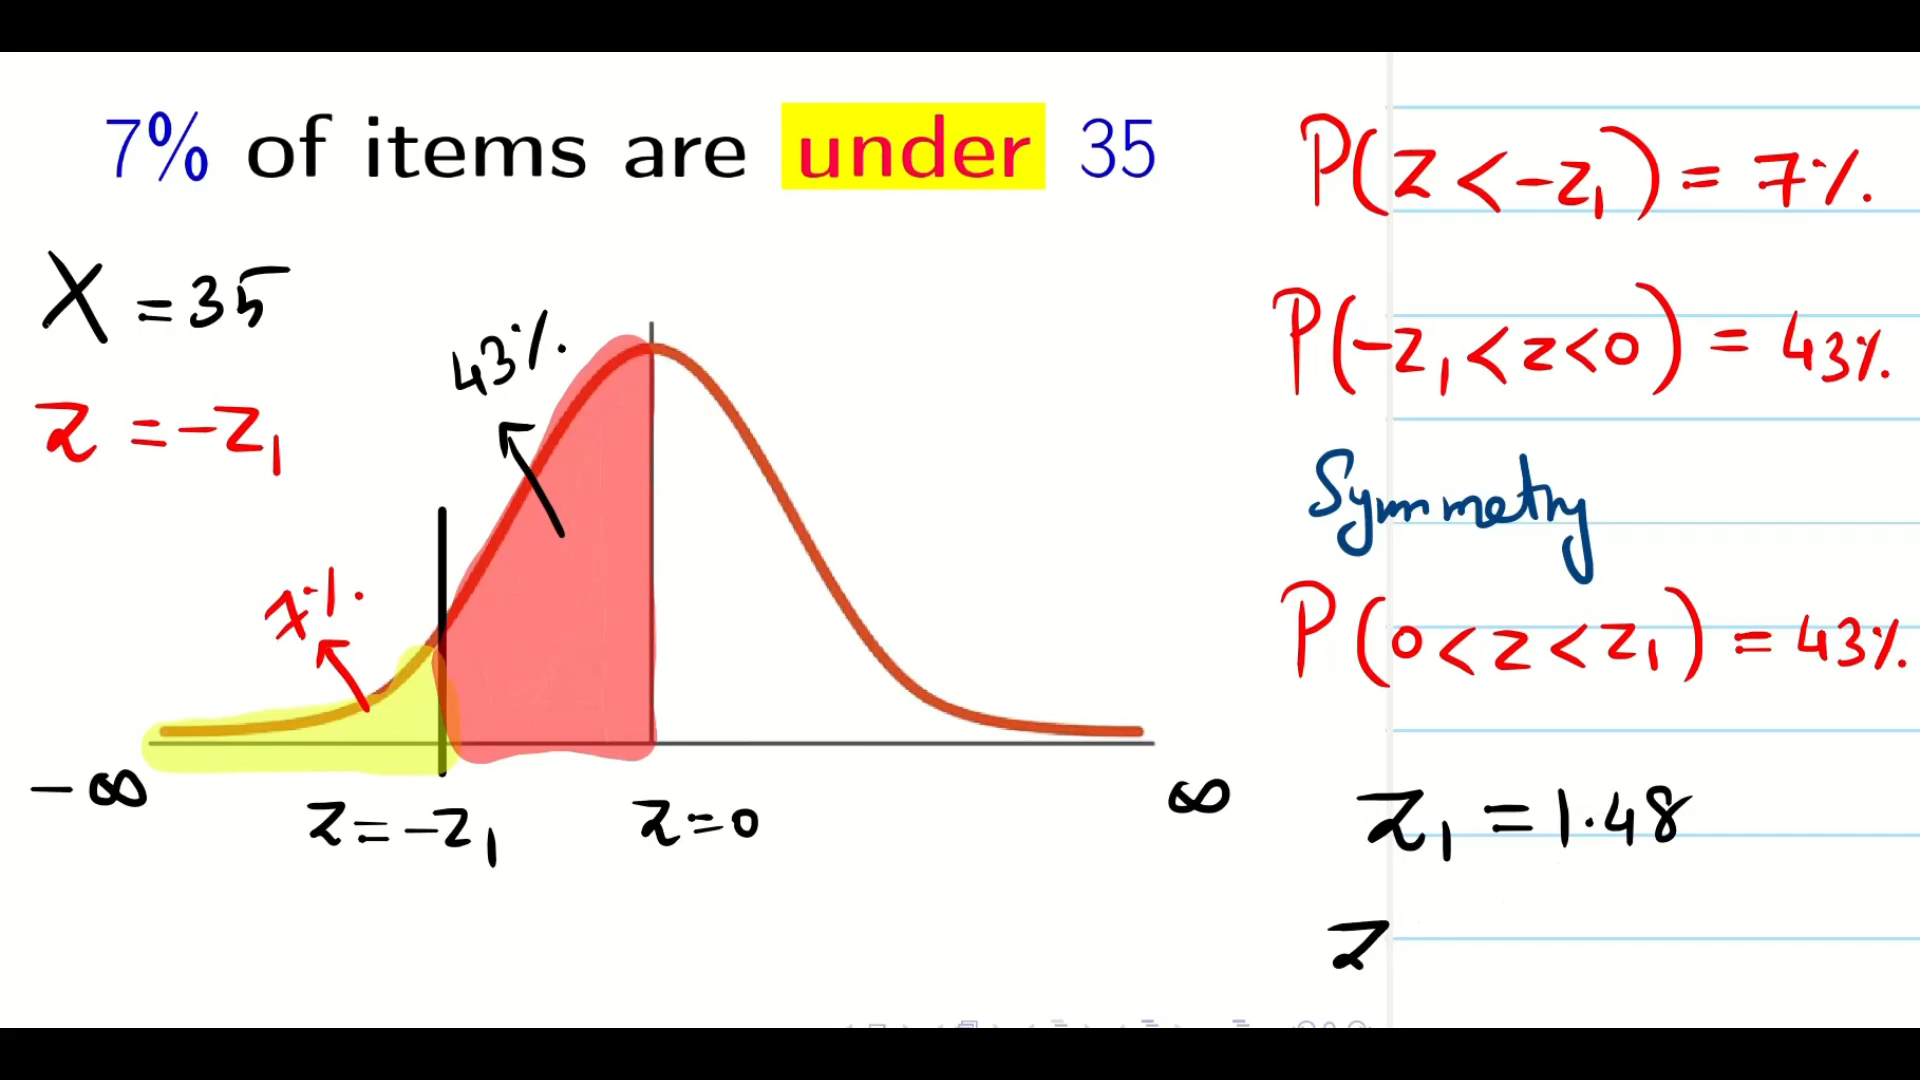 7% of items are under 35
X = 35
z = -z₁
43%
7%
-∞
z = -z₁
z = 0
∞
P(z < -z₁) = 7%
P(-z₁ < z < 0) = 43%
Symmetry
P(0 < z < z₁) = 43%
z₁ = 1.48
z